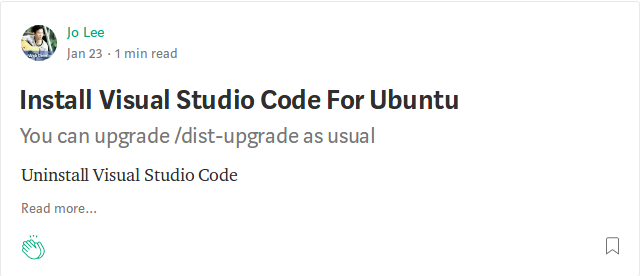 Jo Lee
Jan 23 · 1 min read
Install Visual Studio Code For Ubuntu
You can upgrade /dist-upgrade as usual
Uninstall Visual Studio Code
Read more...